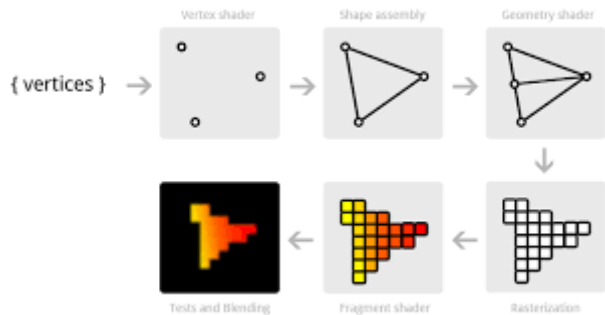 Vertex shader
Shape assembly
Geometry shader
{ vertices }
Tests and Blending
Fragment shader
Rasterization